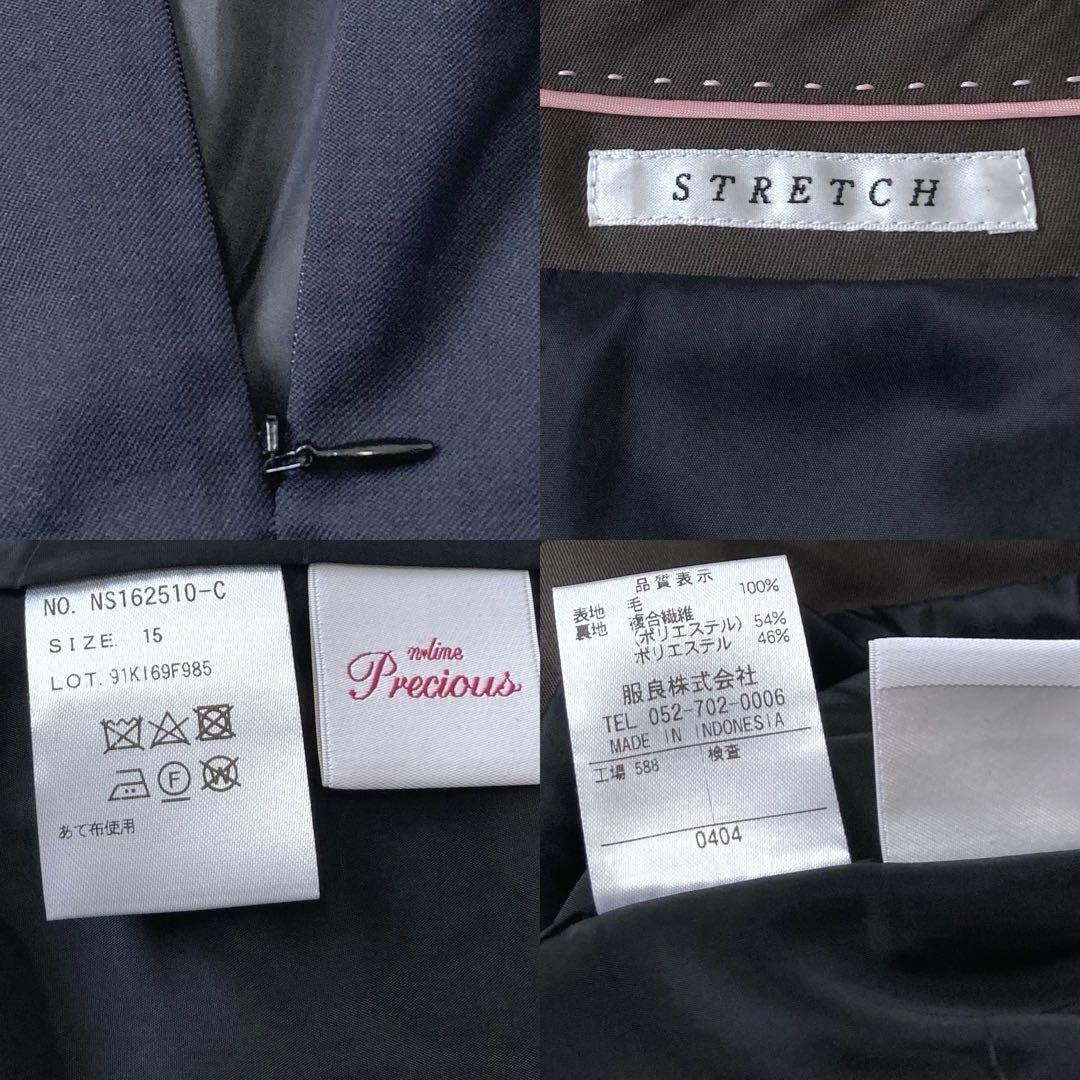 STRETCH
NO. NS162510-C
SIZE. 15
LOT. 91KI69F985
F
W
あて布使用
n♥line
Precious
品質表示
表地 毛 100%
裏地 複合繊維
(ポリエステル) 54%
ポリエステル 46%
服良株式会社
TEL 052-702-0006
MADE IN INDONESIA
工場 588 検査
0404